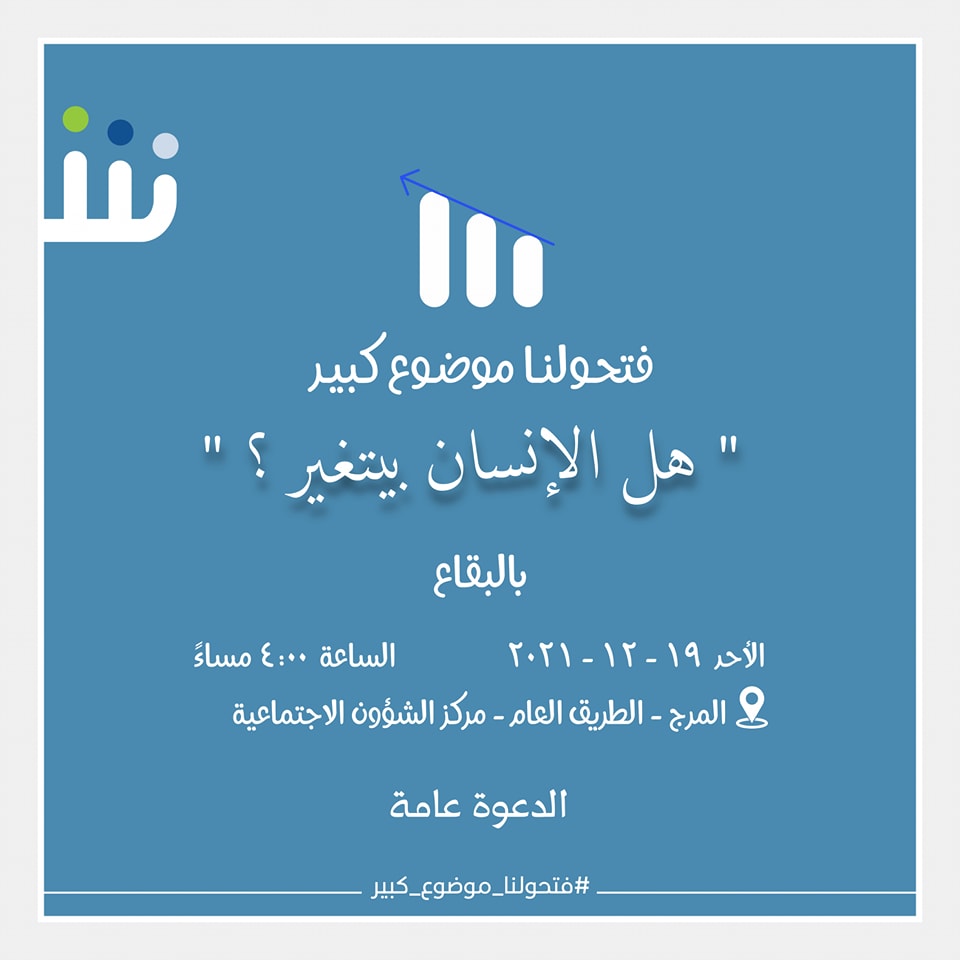 فتحولنا موضوع كبير
" هل الإنسان بيتغير ؟ "
بالبقاع
الأحد ١٩ - ١٢ - ٢٠٢١ الساعة ٤:٠٠ مساءً
المرج - الطريق العام - مركز الشؤون الاجتماعية
الدعوة عامة
#فتحولنا_موضوع_كبير